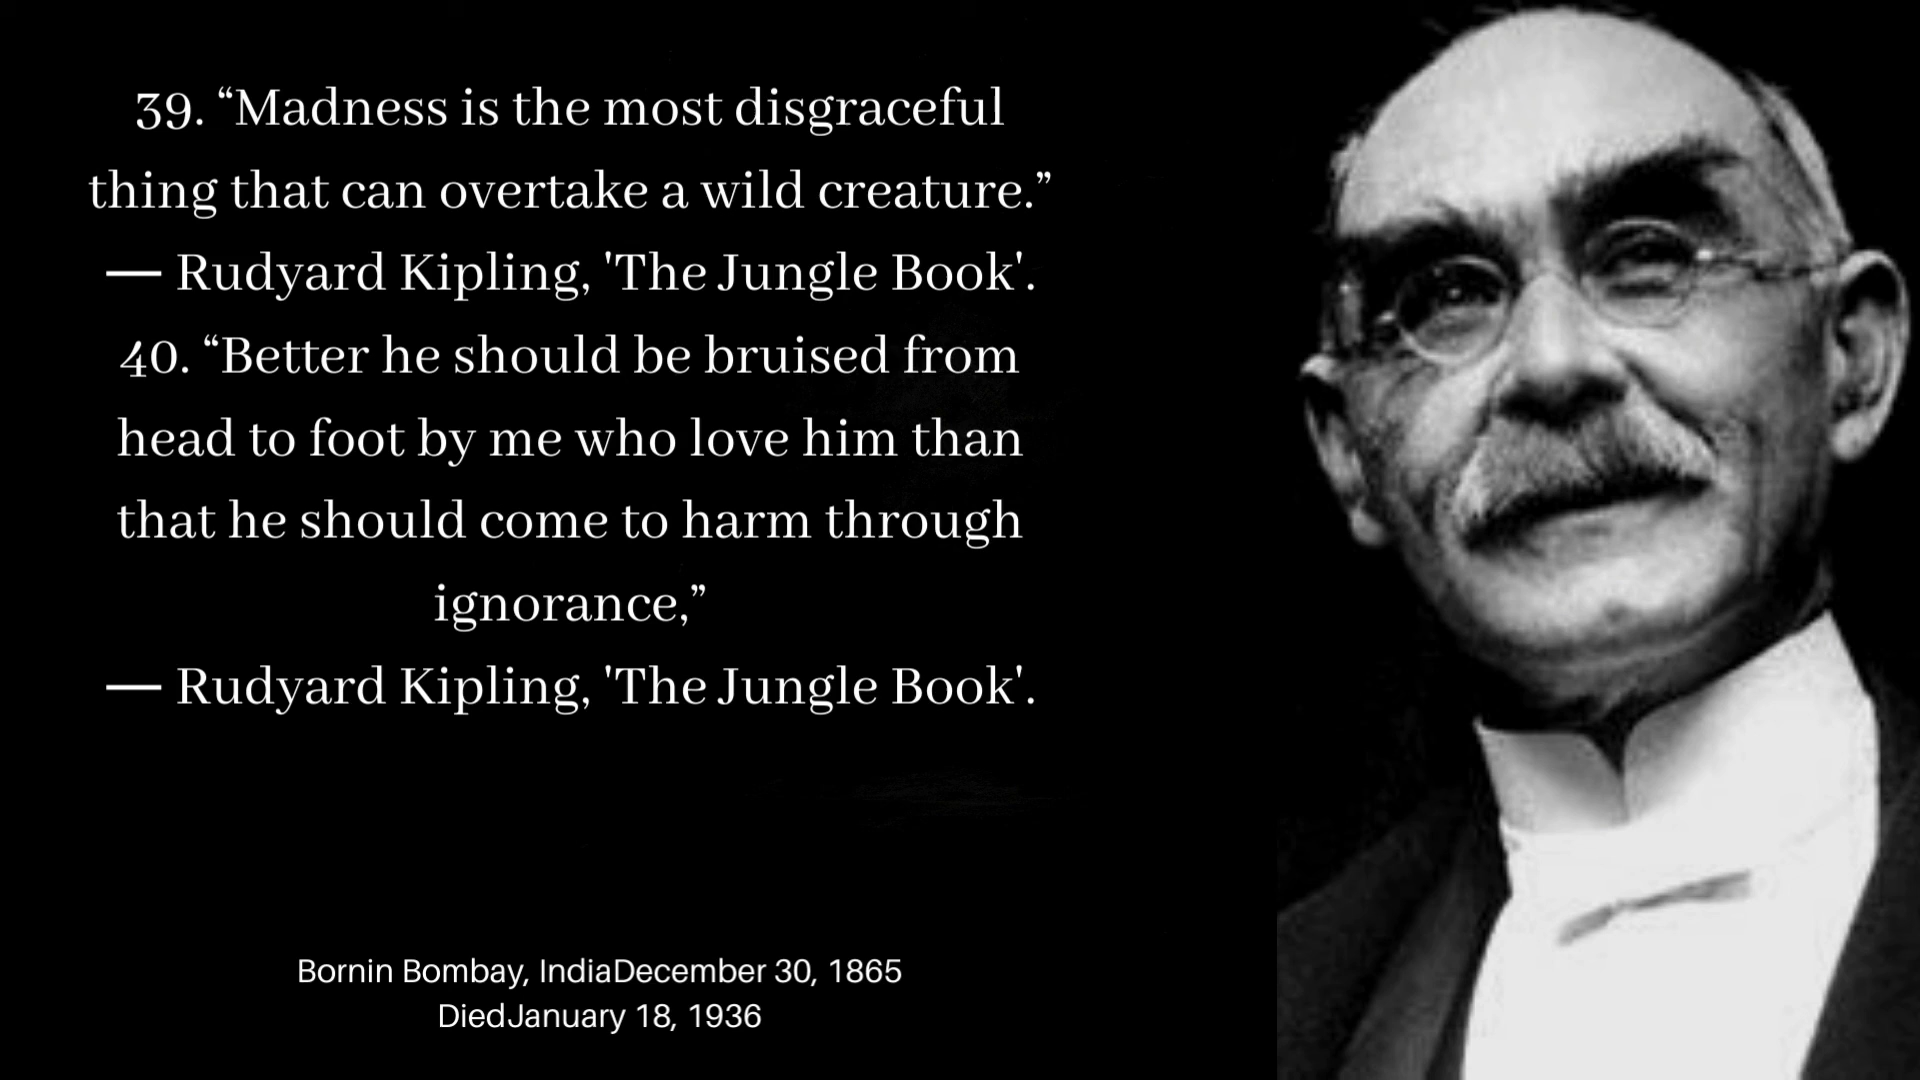 39. “Madness is the most disgraceful
thing that can overtake a wild creature.”
— Rudyard Kipling, 'The Jungle Book'.
40. “Better he should be bruised from
head to foot by me who love him than
that he should come to harm through
ignorance,”
— Rudyard Kipling, 'The Jungle Book'.
Bornin Bombay, IndiaDecember 30, 1865
DiedJanuary 18, 1936